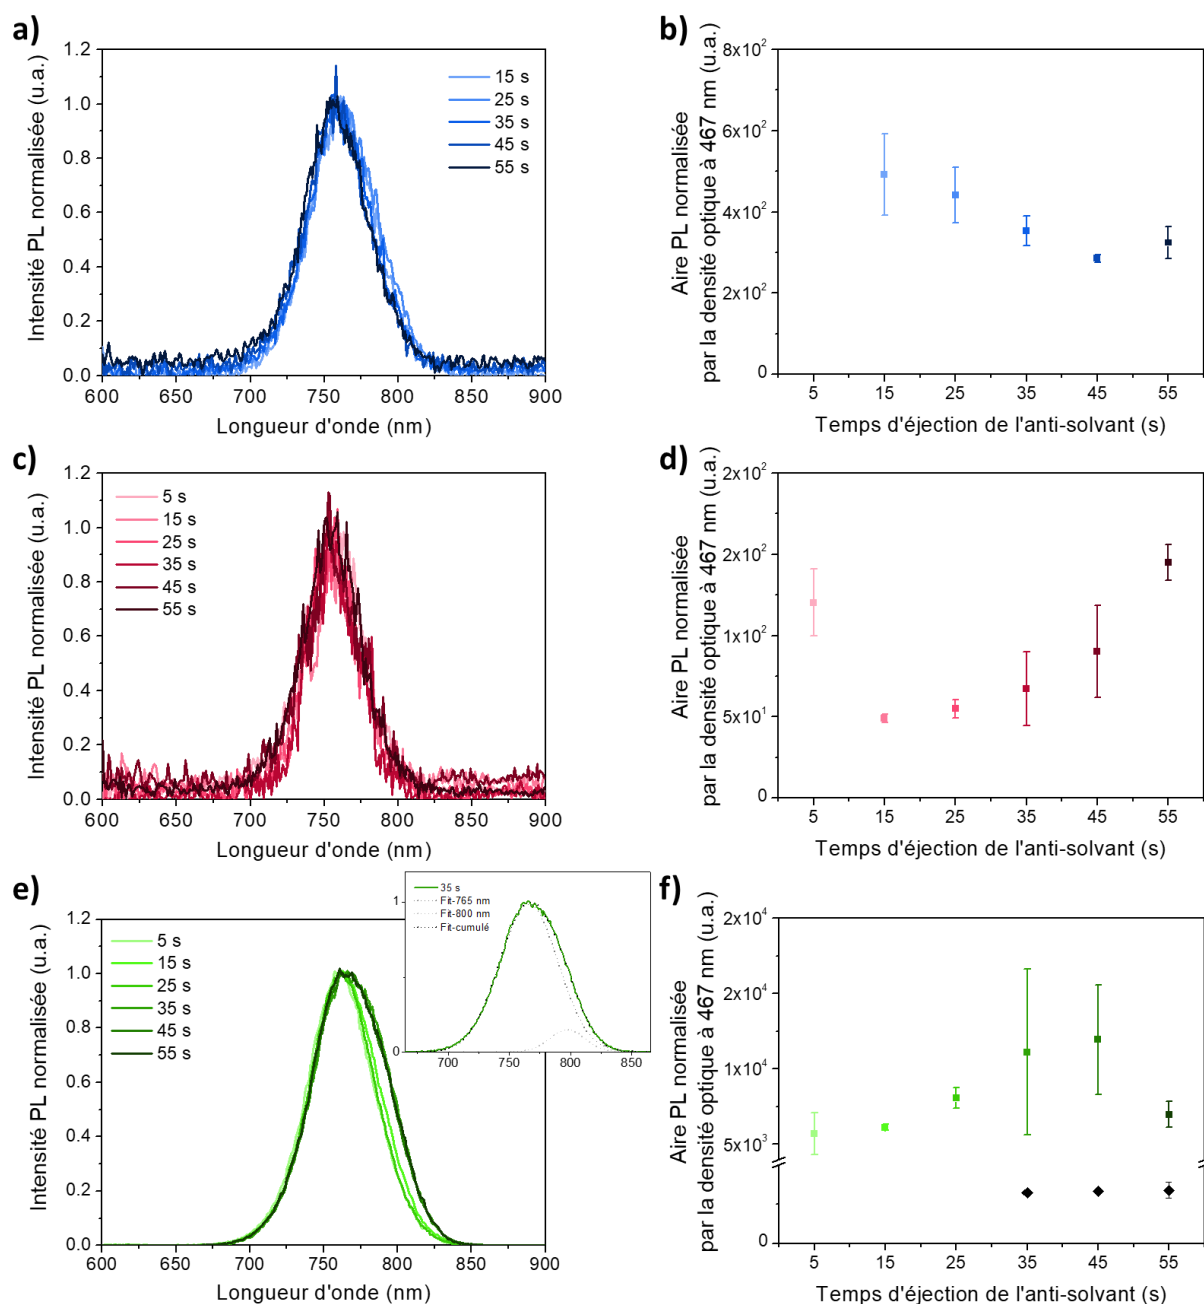 a)
Intensité PL normalisée (u.a.)
1.2
1.0
0.8
0.6
0.4
0.2
0.0
15 s
25 s
35 s
45 s
55 s
600 650 700 750 800 850 900
Longueur d'onde (nm)
b)
Aire PL normalisée
par la densité optique à 467 nm (u.a.)
8x10²
6x10²
4x10²
2x10²
0
5 15 25 35 45 55
Temps d'éjection de l'anti-solvant (s)
c)
Intensité PL normalisée (u.a.)
1.2
1.0
0.8
0.6
0.4
0.2
0.0
5 s
15 s
25 s
35 s
45 s
55 s
600 650 700 750 800 850 900
Longueur d'onde (nm)
d)
Aire PL normalisée
par la densité optique à 467 nm (u.a.)
2x10²
2x10²
1x10²
5x10¹
0
5 15 25 35 45 55
Temps d'éjection de l'anti-solvant (s)
e)
Intensité PL normalisée (u.a.)
1.2
1.0
0.8
0.6
0.4
0.2
0.0
5 s
15 s
25 s
35 s
45 s
55 s
600 650 700 750 800 850 900
Longueur d'onde (nm)
35 s
Fit-765 nm
Fit-800 nm
Fit-cumulé
1
0
700 750 800 850
f)
Aire PL normalisée
par la densité optique à 467 nm (u.a.)
2x10⁴
2x10⁴
1x10⁴
5x10³
0
5 15 25 35 45 55
Temps d'éjection de l'anti-solvant (s)